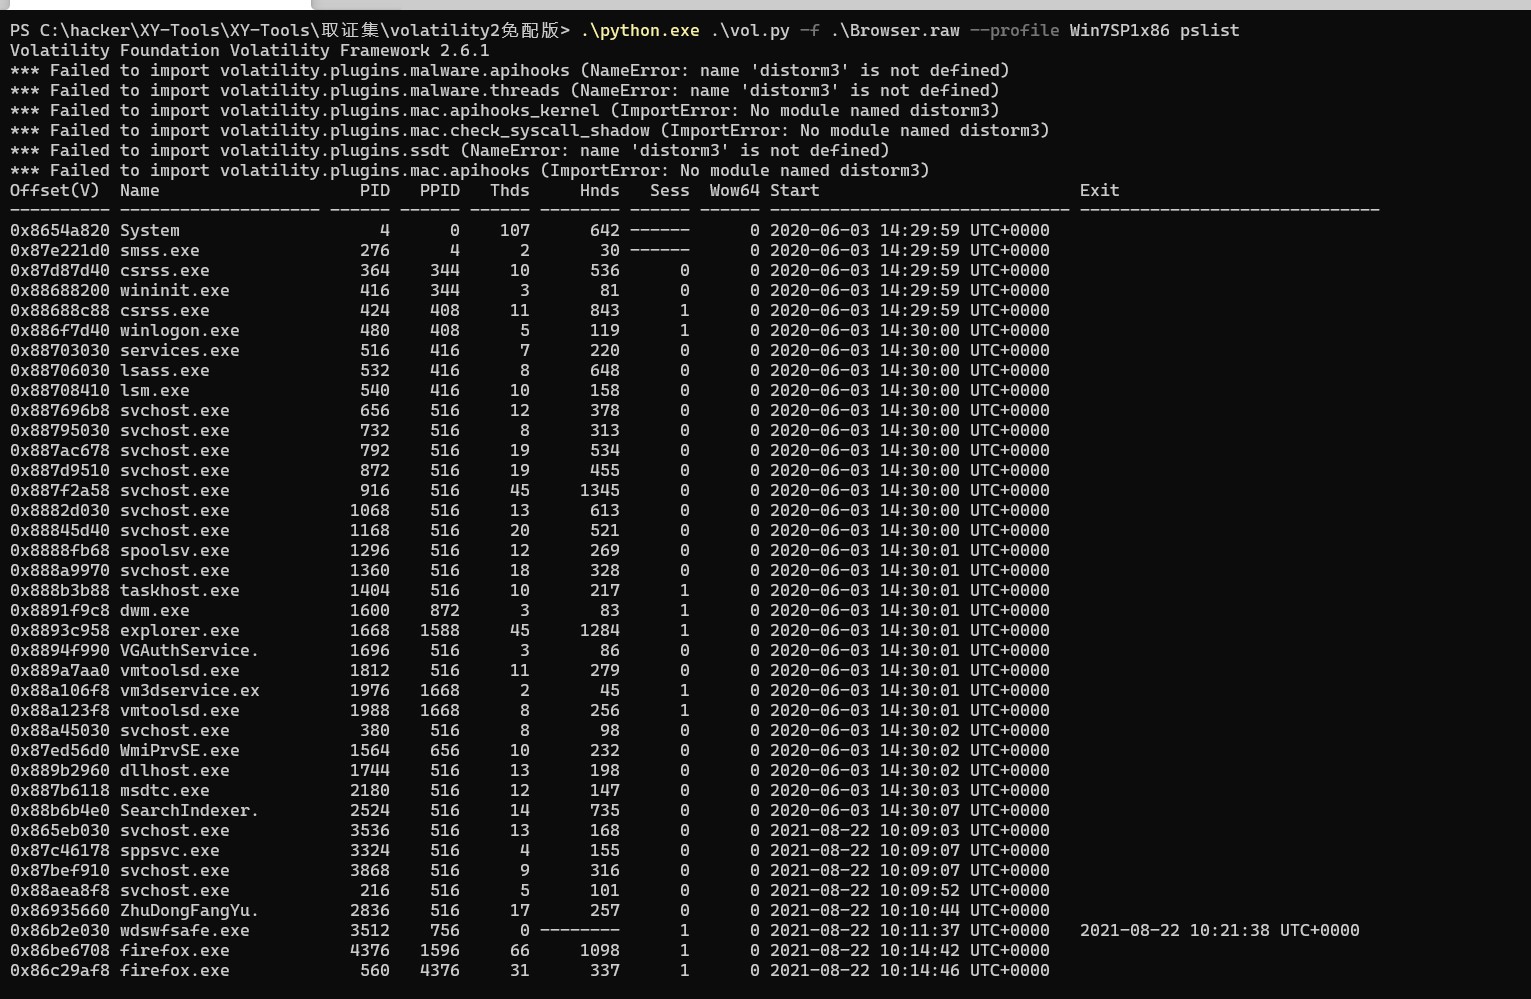 PS C:\hacker\XY-Tools\XY-Tools\取证集\volatility2免配版> .\python.exe .\vol.py -f .\Browser.raw --profile Win7SP1x86 pslist
Volatility Foundation Volatility Framework 2.6.1
*** Failed to import volatility.plugins.malware.apihooks (NameError: name 'distorm3' is not defined)
*** Failed to import volatility.plugins.malware.threads (NameError: name 'distorm3' is not defined)
*** Failed to import volatility.plugins.mac.apihooks_kernel (ImportError: No module named distorm3)
*** Failed to import volatility.plugins.mac.check_syscall_shadow (ImportError: No module named distorm3)
*** Failed to import volatility.plugins.ssdt (NameError: name 'distorm3' is not defined)
*** Failed to import volatility.plugins.mac.apihooks (ImportError: No module named distorm3)
Offset(V)  Name                    PID   PPID   Thds     Hnds   Sess  Wow64 Start                          Exit
---------- -------------------- ------ ------ ------ -------- ------ ------ ------------------------------ ------------------------------
0x8654a820 System                    4      0    107      642 ------      0 2020-06-03 14:29:59 UTC+0000
0x87e221d0 smss.exe                276      4      2       30 ------      0 2020-06-03 14:29:59 UTC+0000
0x87d87d40 csrss.exe               364    344     10      536      0      0 2020-06-03 14:29:59 UTC+0000
0x88688200 wininit.exe             416    344      3       81      0      0 2020-06-03 14:29:59 UTC+0000
0x88688c88 csrss.exe               424    408     11      843      1      0 2020-06-03 14:29:59 UTC+0000
0x886f7d40 winlogon.exe            480    408      5      119      1      0 2020-06-03 14:30:00 UTC+0000
0x88703030 services.exe            516    416      7      220      0      0 2020-06-03 14:30:00 UTC+0000
0x88706030 lsass.exe               532    416      8      648      0      0 2020-06-03 14:30:00 UTC+0000
0x88708410 lsm.exe                 540    416     10      158      0      0 2020-06-03 14:30:00 UTC+0000
0x887696b8 svchost.exe             656    516     12      378      0      0 2020-06-03 14:30:00 UTC+0000
0x88795030 svchost.exe             732    516      8      313      0      0 2020-06-03 14:30:00 UTC+0000
0x887ac678 svchost.exe             792    516     19      534      0      0 2020-06-03 14:30:00 UTC+0000
0x887d9510 svchost.exe             872    516     19      455      0      0 2020-06-03 14:30:00 UTC+0000
0x887f2a58 svchost.exe             916    516     45     1345      0      0 2020-06-03 14:30:00 UTC+0000
0x8882d030 svchost.exe            1068    516     13      613      0      0 2020-06-03 14:30:00 UTC+0000
0x88845d40 svchost.exe            1168    516     20      521      0      0 2020-06-03 14:30:00 UTC+0000
0x8888fb68 spoolsv.exe            1296    516     12      269      0      0 2020-06-03 14:30:01 UTC+0000
0x888a9970 svchost.exe            1360    516     18      328      0      0 2020-06-03 14:30:01 UTC+0000
0x888b3b88 taskhost.exe           1404    516     10      217      1      0 2020-06-03 14:30:01 UTC+0000
0x8891f9c8 dwm.exe                1600    872      3       83      1      0 2020-06-03 14:30:01 UTC+0000
0x8893c958 explorer.exe           1668   1588     45     1284      1      0 2020-06-03 14:30:01 UTC+0000
0x8894f990 VGAuthService.         1696    516      3       86      0      0 2020-06-03 14:30:01 UTC+0000
0x889a7aa0 vmtoolsd.exe           1812    516     11      279      0      0 2020-06-03 14:30:01 UTC+0000
0x88a106f8 vm3dservice.ex         1976   1668      2       45      1      0 2020-06-03 14:30:01 UTC+0000
0x88a123f8 vmtoolsd.exe           1988   1668      8      256      1      0 2020-06-03 14:30:01 UTC+0000
0x88a45030 svchost.exe             380    516      8       98      0      0 2020-06-03 14:30:02 UTC+0000
0x87ed56d0 WmiPrvSE.exe           1564    656     10      232      0      0 2020-06-03 14:30:02 UTC+0000
0x889b2960 dllhost.exe            1744    516     13      198      0      0 2020-06-03 14:30:02 UTC+0000
0x887b6118 msdtc.exe              2180    516     12      147      0      0 2020-06-03 14:30:03 UTC+0000
0x88b6b4e0 SearchIndexer.         2524    516     14      735      0      0 2020-06-03 14:30:07 UTC+0000
0x865eb030 svchost.exe            3536    516     13      168      0      0 2021-08-22 10:09:03 UTC+0000
0x87c46178 sppsvc.exe             3324    516      4      155      0      0 2021-08-22 10:09:07 UTC+0000
0x87bef910 svchost.exe            3868    516      9      316      0      0 2021-08-22 10:09:07 UTC+0000
0x88aea8f8 svchost.exe             216    516      5      101      0      0 2021-08-22 10:09:52 UTC+0000
0x86935660 ZhuDongFangYu.         2836    516     17      257      0      0 2021-08-22 10:10:44 UTC+0000
0x86b2e030 wdswfsafe.exe          3512    756      0 --------      1      0 2021-08-22 10:11:37 UTC+0000   2021-08-22 10:21:38 UTC+0000
0x86be6708 firefox.exe            4376   1596     66     1098      1      0 2021-08-22 10:14:42 UTC+0000
0x86c29af8 firefox.exe             560   4376     31      337      1      0 2021-08-22 10:14:46 UTC+0000